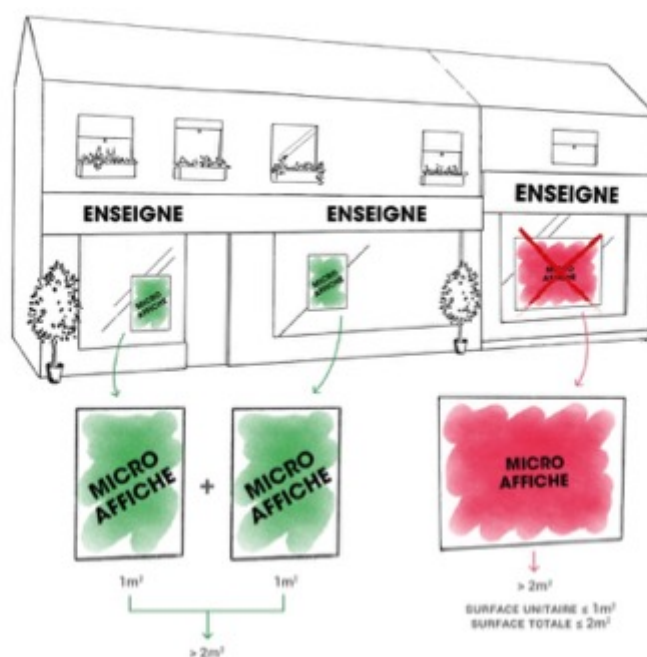 ENSEIGNE
ENSEIGNE
ENSEIGNE
MICRO
AFFICHE
MICRO
AFFICHE
MICRO
AFFICHE
MICRO
AFFICHE
+
MICRO
AFFICHE
MICRO
AFFICHE
1m²
1m²
> 2m²
> 2m²
SURFACE UNITAIRE ≤ 1m²
SURFACE TOTALE ≤ 2m²